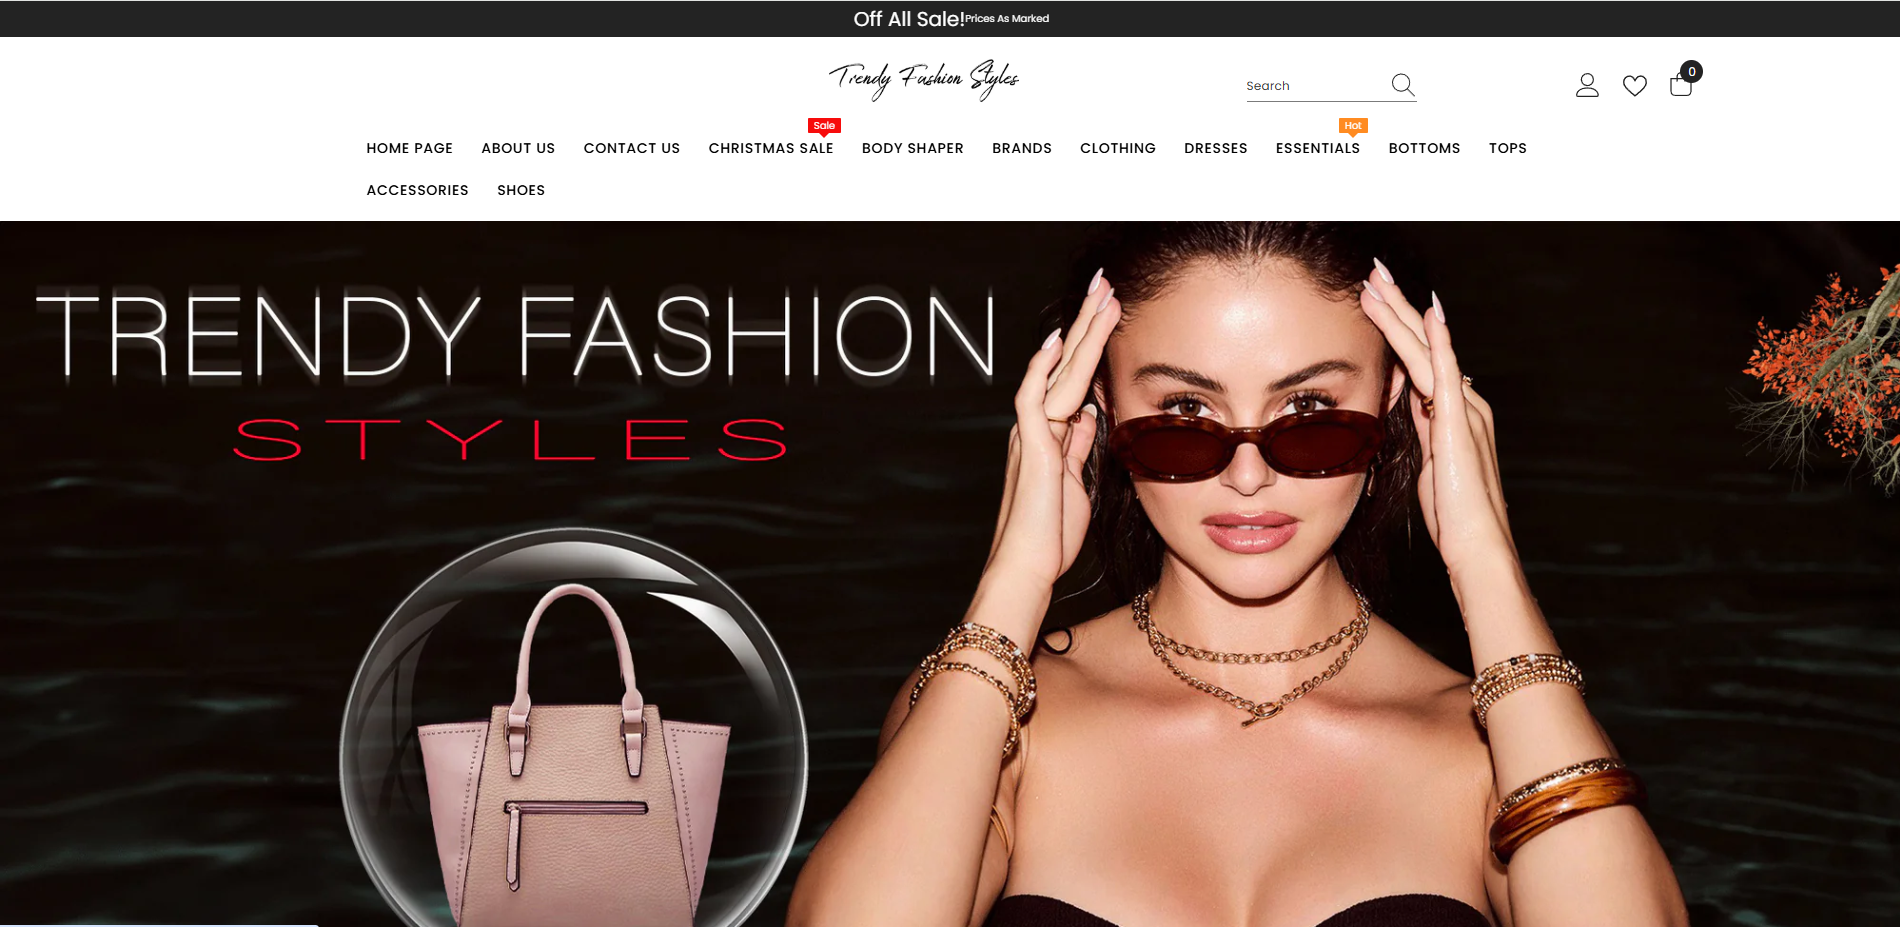 Off All Sale! Prices As Marked
Trendy Fashion Styles
Search
0
Sale
Hot
HOME PAGE ABOUT US CONTACT US CHRISTMAS SALE BODY SHAPER BRANDS CLOTHING DRESSES ESSENTIALS BOTTOMS TOPS
ACCESSORIES SHOES
TRENDY FASHION
STYLES